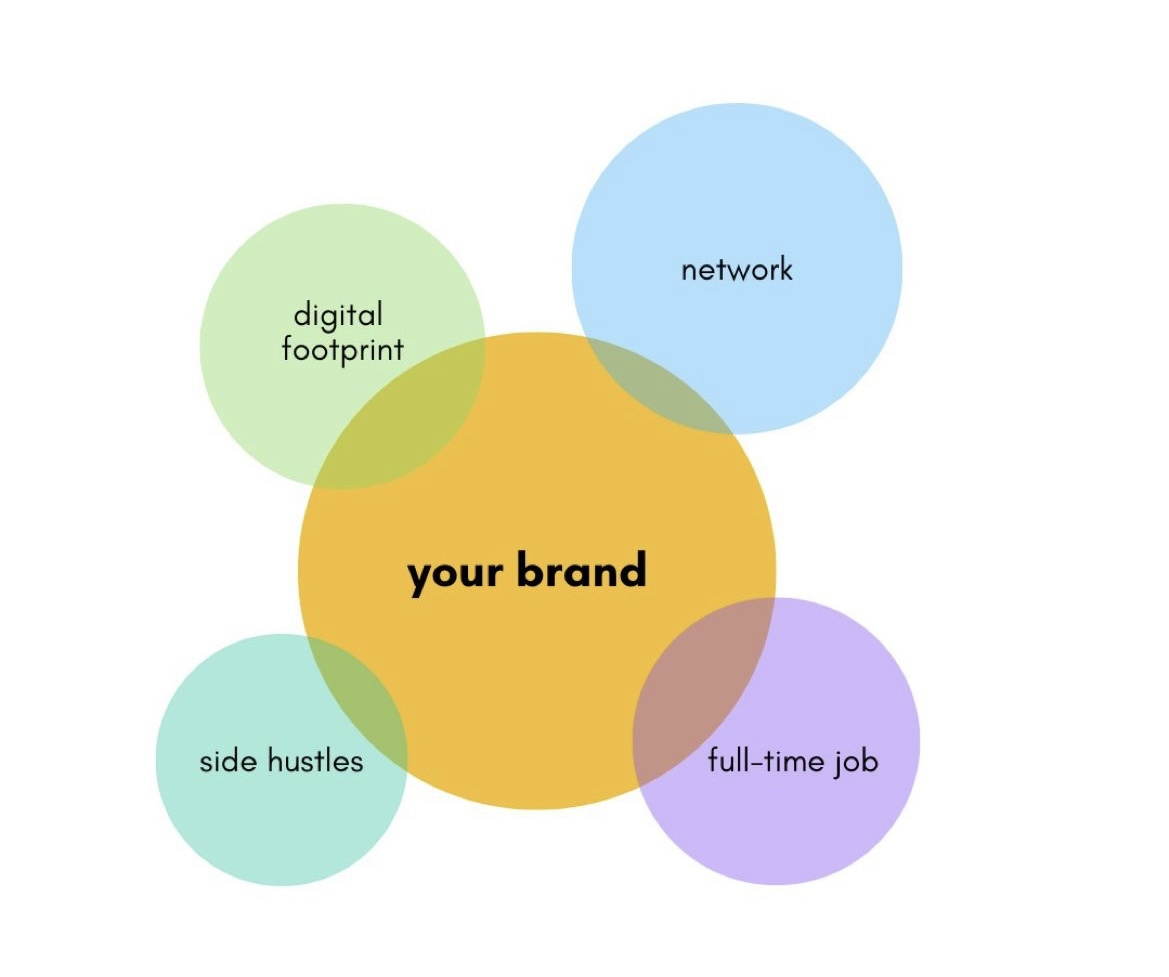 network
digital
footprint
your brand
side hustles
full-time job